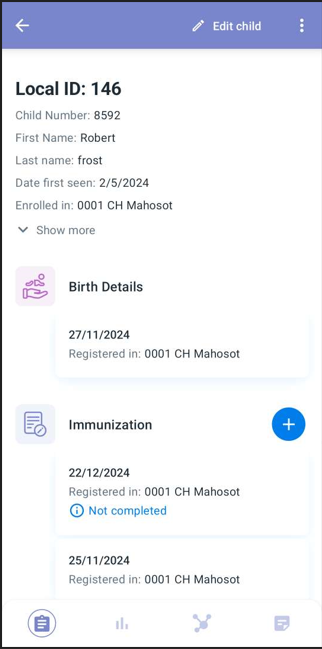 Edit child
Local ID: 146
Child Number: 8592
First Name: Robert
Last name: frost
Date first seen: 2/5/2024
Enrolled in: 0001 CH Mahosot
Show more
Birth Details
27/11/2024
Registered in: 0001 CH Mahosot
Immunization
22/12/2024
Registered in: 0001 CH Mahosot
Not completed
25/11/2024
Registered in: 0001 CH Mahosot